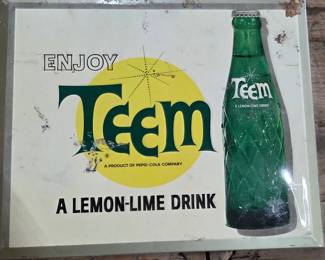 ENJOY
Teem
A PRODUCT OF PEPSI-COLA COMPANY
A LEMON-LIME DRINK
Teem
A LEMON-LIME DRINK